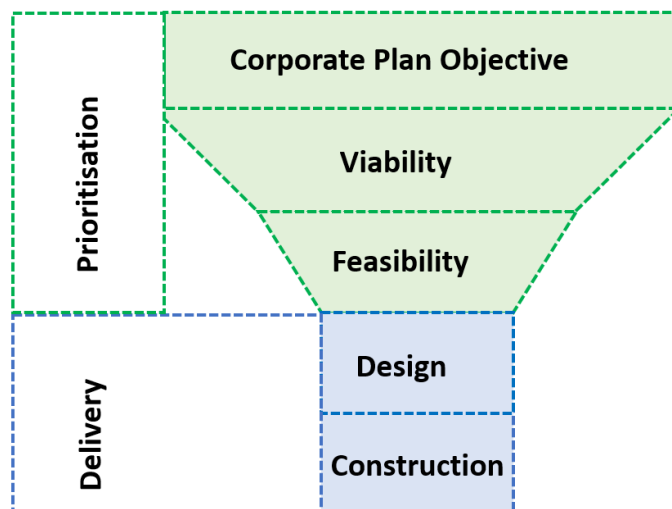 Corporate Plan Objective
Prioritisation
Viability
Feasibility
Design
Delivery
Construction